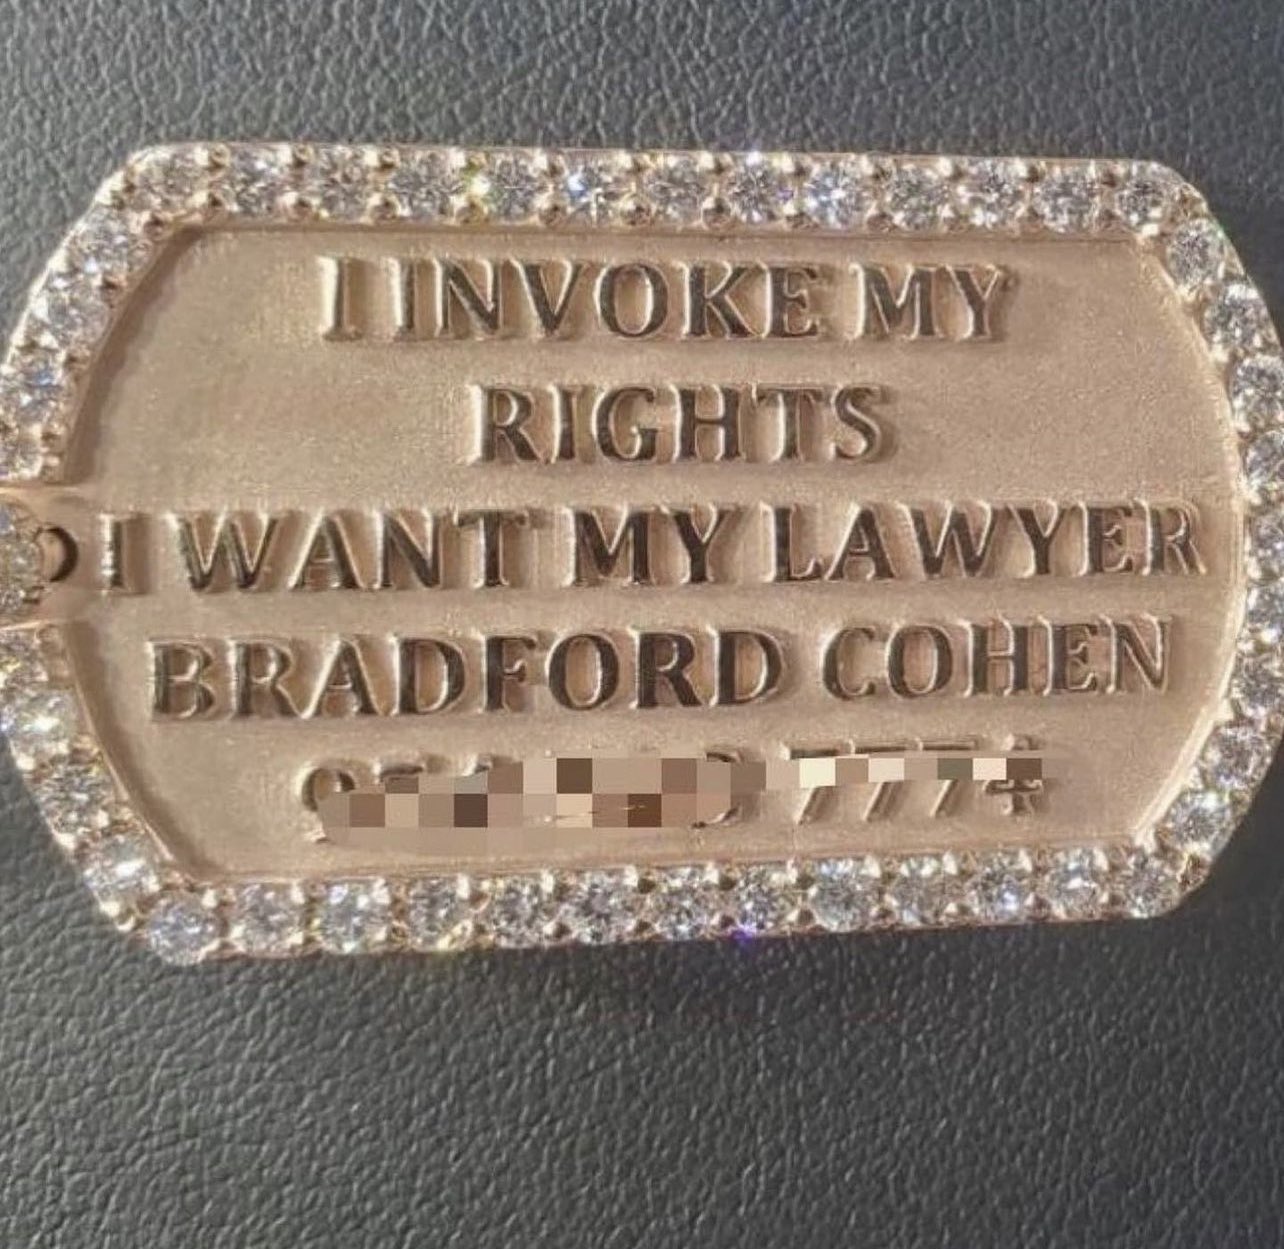 I INVOKE MY
RIGHTS
I WANT MY LAWYER
BRADFORD COHEN